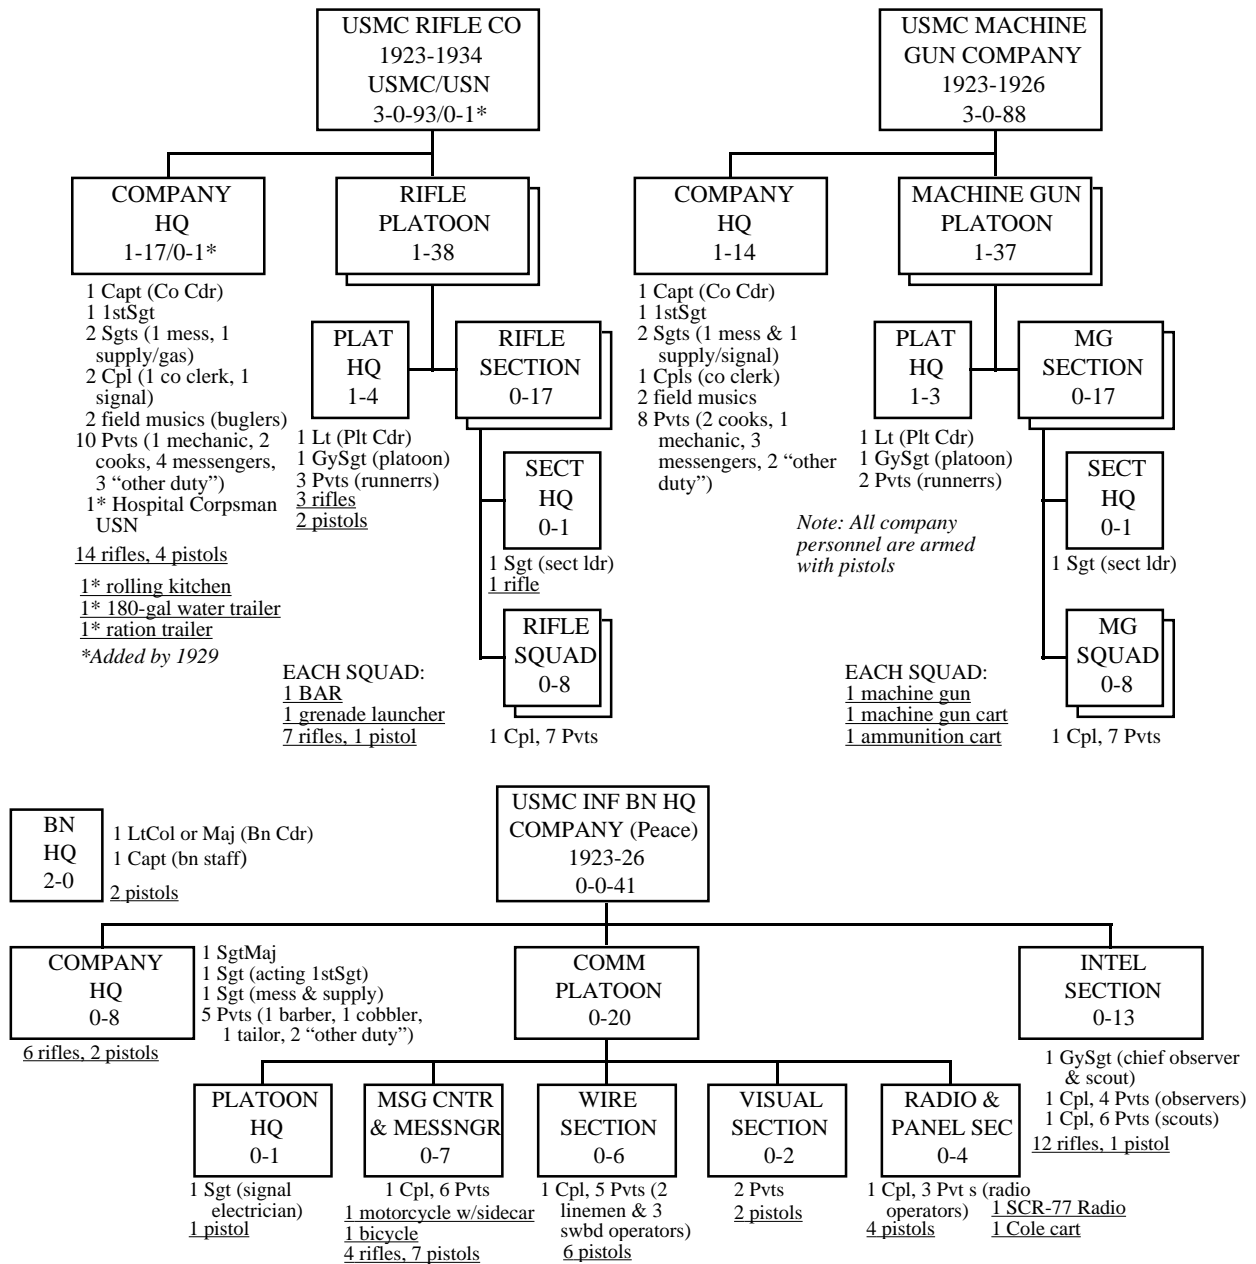 USMC RIFLE CO
1923-1934
USMC/USN
3-0-93/0-1*
COMPANY
HQ
1-17/0-1*
1 Capt (Co Cdr)
1 1stSgt
2 Sgts (1 mess, 1
supply/gas)
2 Cpl (1 co clerk, 1
signal)
2 field musics (buglers)
10 Pvts (1 mechanic, 2
cooks, 4 messengers,
3 “other duty”)
1* Hospital Corpsman
USN
14 rifles, 4 pistols
1* rolling kitchen
1* 180-gal water trailer
1* ration trailer
*Added by 1929
RIFLE
PLATOON
1-38
PLAT
HQ
1-4
1 Lt (Plt Cdr)
1 GySgt (platoon)
3 Pvts (runnerrs)
3 rifles
2 pistols
RIFLE
SECTION
0-17
SECT
HQ
0-1
1 Sgt (sect ldr)
1 rifle
RIFLE
SQUAD
0-8
1 Cpl, 7 Pvts
EACH SQUAD:
1 BAR
1 grenade launcher
7 rifles, 1 pistol
USMC MACHINE
GUN COMPANY
1923-1926
3-0-88
COMPANY
HQ
1-14
1 Capt (Co Cdr)
1 1stSgt
2 Sgts (1 mess & 1
supply/signal)
1 Cpls (co clerk)
2 field musics
8 Pvts (2 cooks, 1
mechanic, 3
messengers, 2 “other
duty”)
MACHINE GUN
PLATOON
1-37
PLAT
HQ
1-3
1 Lt (Plt Cdr)
1 GySgt (platoon)
2 Pvts (runnerrs)
Note: All company
personnel are armed
with pistols
MG
SECTION
0-17
SECT
HQ
0-1
1 Sgt (sect ldr)
MG
SQUAD
0-8
1 Cpl, 7 Pvts
EACH SQUAD:
1 machine gun
1 machine gun cart
1 ammunition cart
BN
HQ
2-0
1 LtCol or Maj (Bn Cdr)
1 Capt (bn staff)
2 pistols
USMC INF BN HQ
COMPANY (Peace)
1923-26
0-0-41
COMPANY
HQ
0-8
1 SgtMaj
1 Sgt (acting 1stSgt)
1 Sgt (mess & supply)
5 Pvts (1 barber, 1 cobbler,
1 tailor, 2 “other duty”)
6 rifles, 2 pistols
COMM
PLATOON
0-20
INTEL
SECTION
0-13
1 GySgt (chief observer
& scout)
1 Cpl, 4 Pvts (observers)
1 Cpl, 6 Pvts (scouts)
12 rifles, 1 pistol
PLATOON
HQ
0-1
1 Sgt (signal
electrician)
1 pistol
MSG CNTR
& MESSNGR
0-7
1 Cpl, 6 Pvts
1 motorcycle w/sidecar
1 bicycle
4 rifles, 7 pistols
WIRE
SECTION
0-6
1 Cpl, 5 Pvts (2
linemen & 3
swbd operators)
6 pistols
VISUAL
SECTION
0-2
2 Pvts
2 pistols
RADIO &
PANEL SEC
0-4
1 Cpl, 3 Pvt s (radio
operators)
4 pistols
1 SCR-77 Radio
1 Cole cart